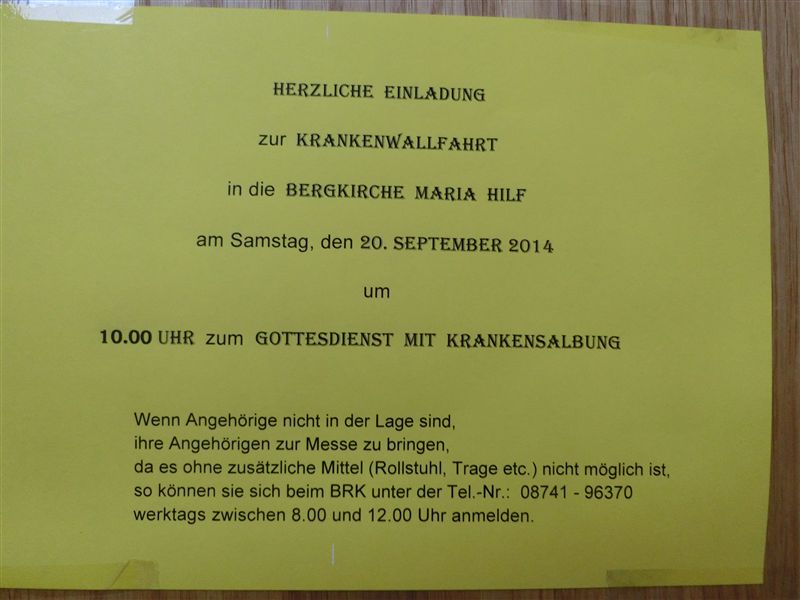 HERZLICHE EINLADUNG
zur KRANKENWALLFAHRT
in die BERGKIRCHE MARIA HILF
am Samstag, den 20. SEPTEMBER 2014
um
10.00 UHR zum GOTTESDIENST MIT KRANKENSALBUNG
Wenn Angehörige nicht in der Lage sind,
ihre Angehörigen zur Messe zu bringen,
da es ohne zusätzliche Mittel (Rollstuhl, Trage etc.) nicht möglich ist,
so können sie sich beim BRK unter der Tel.-Nr.: 08741 - 96370
werktags zwischen 8.00 und 12.00 Uhr anmelden.